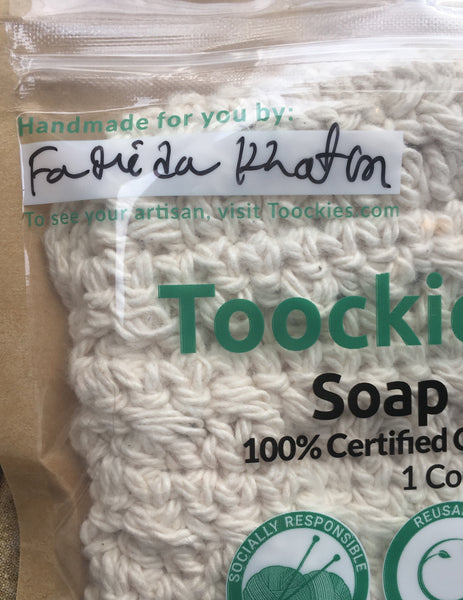 Handmade for you by:
Farida Khaton
To see your artisan, visit Toockies.com
Toockie
Soap
100% Certified O
1 Co
SOCIALLY RESPONSIBLE
REUSA